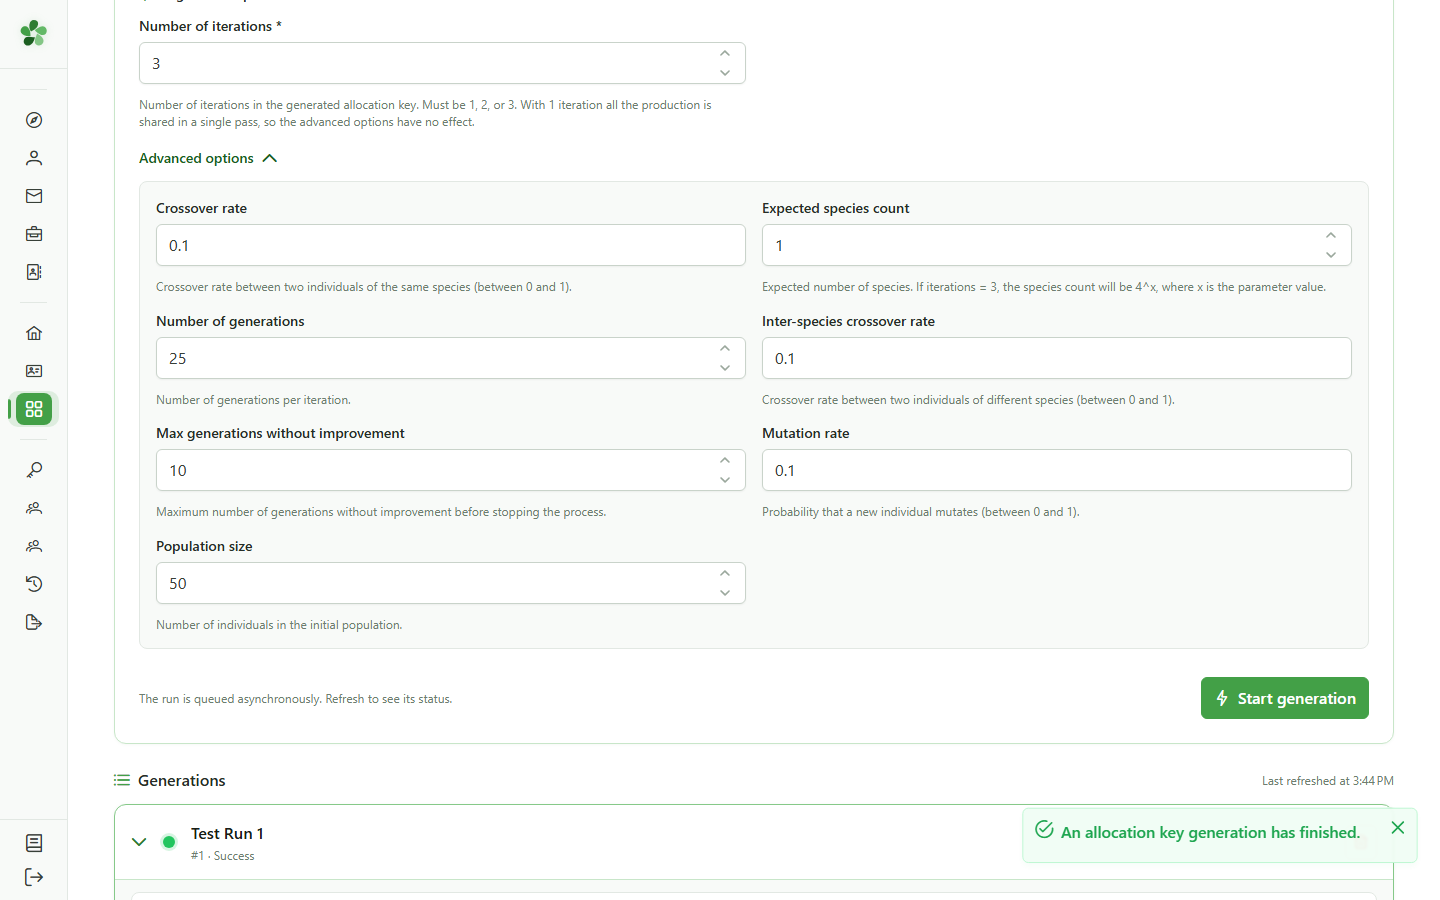 Number of iterations *
3
Number of iterations in the generated allocation key. Must be 1, 2, or 3. With 1 iteration all the production is
shared in a single pass, so the advanced options have no effect.
Advanced options
Crossover rate
0.1
Crossover rate between two individuals of the same species (between 0 and 1).
Expected species count
1
Expected number of species. If iterations = 3, the species count will be 4^x, where x is the parameter value.
Number of generations
25
Number of generations per iteration.
Inter-species crossover rate
0.1
Crossover rate between two individuals of different species (between 0 and 1).
Max generations without improvement
10
Maximum number of generations without improvement before stopping the process.
Mutation rate
0.1
Probability that a new individual mutates (between 0 and 1).
Population size
50
Number of individuals in the initial population.
The run is queued asynchronously. Refresh to see its status.
Start generation
Generations
Last refreshed at 3:44 PM
Test Run 1
#1 · Success
An allocation key generation has finished.